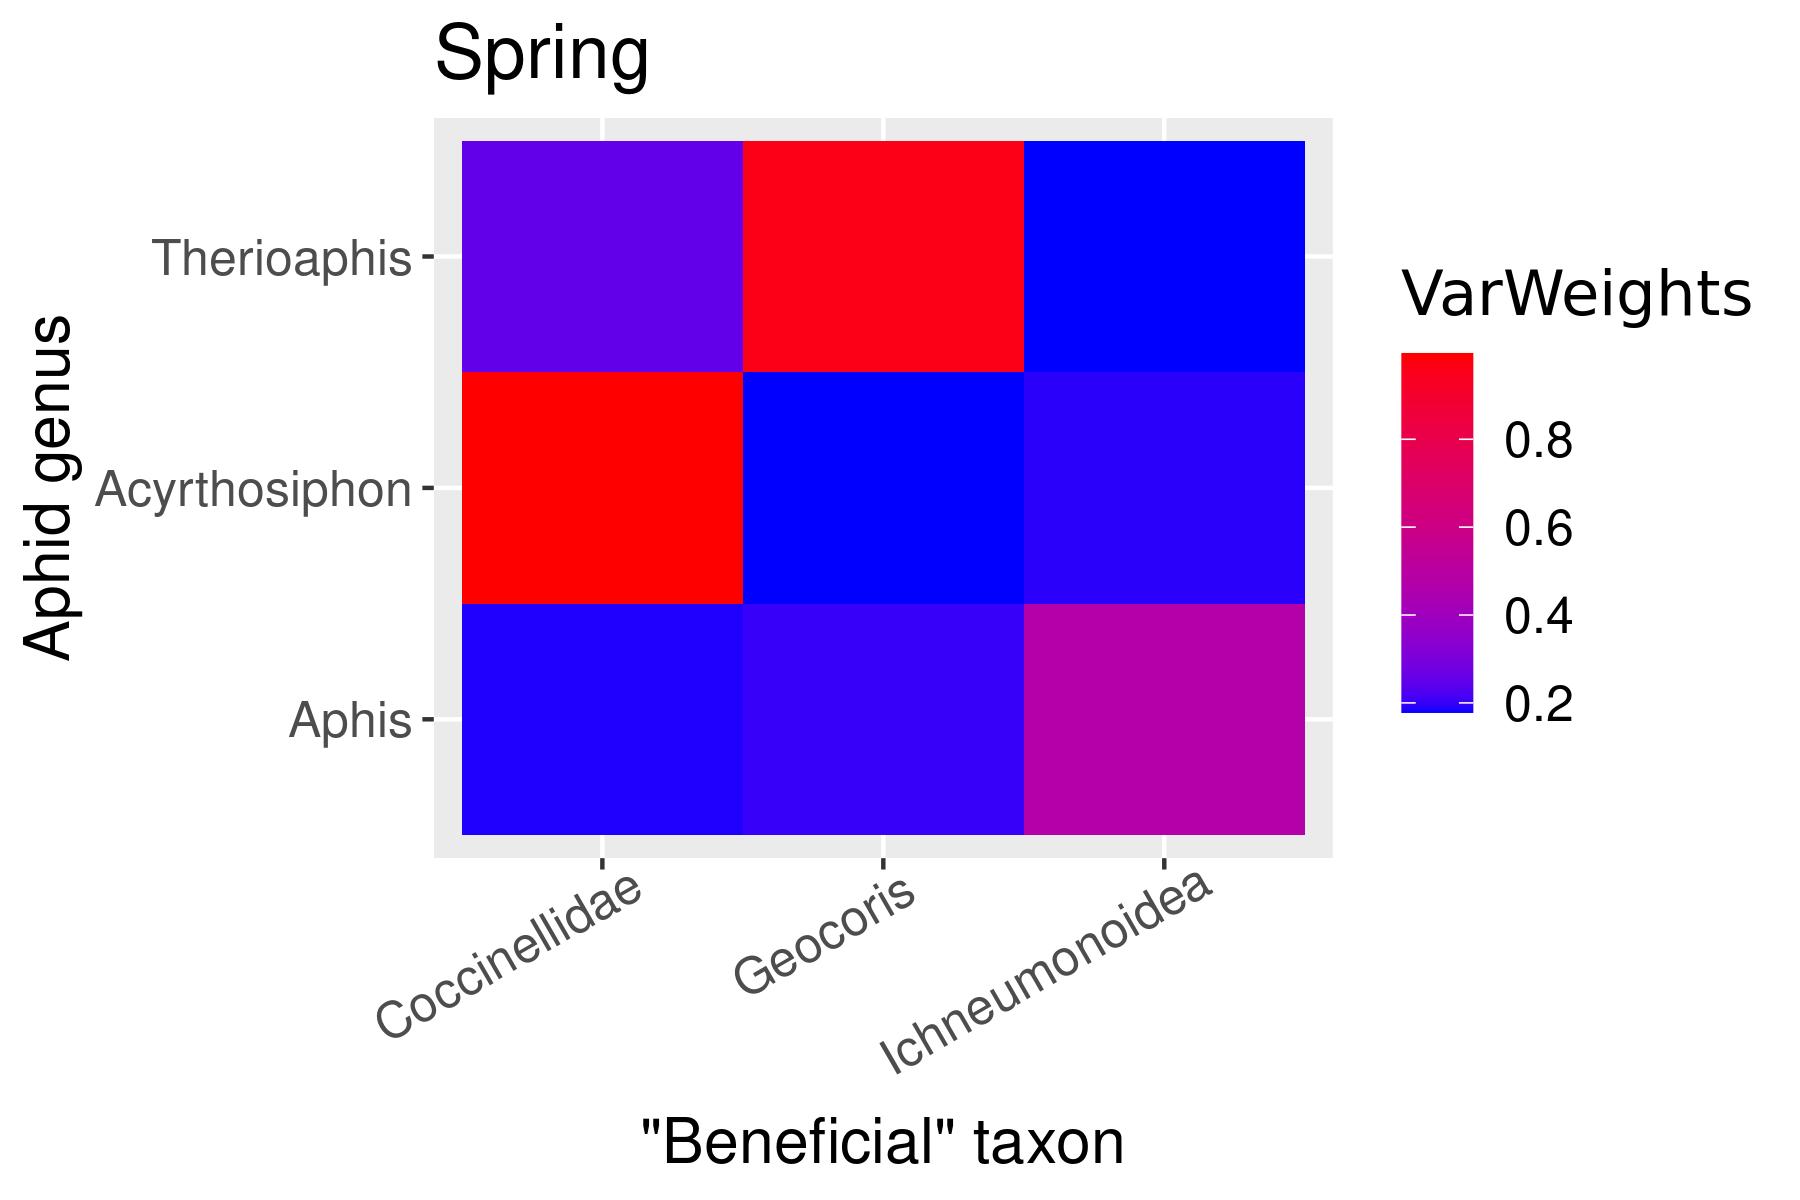 Spring
Aphid genus
Therioaphis
Acyrthosiphon
Aphis
Coccinellidae
Geocoris
Ichneumonoidea
"Beneficial" taxon
VarWeights
0.8
0.6
0.4
0.2